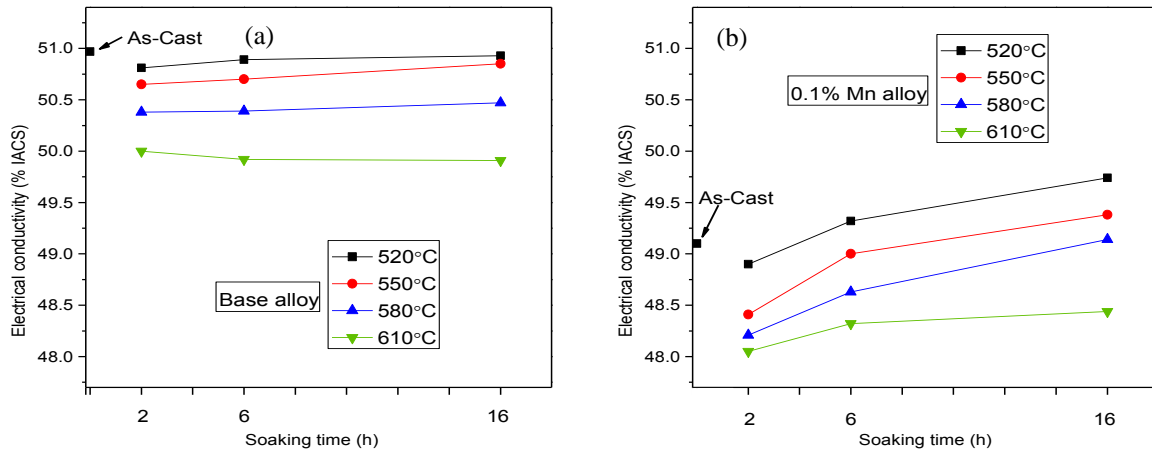 (a)
As-Cast
Electrical conductivity (% IACS)
51.0
50.5
50.0
49.5
49.0
48.5
48.0
Base alloy
520°C
550°C
580°C
610°C
2
6
16
Soaking time (h)
(b)
As-Cast
Electrical conductivity (% IACS)
51.0
50.5
50.0
49.5
49.0
48.5
48.0
0.1% Mn alloy
520°C
550°C
580°C
610°C
2
6
16
Soaking time (h)